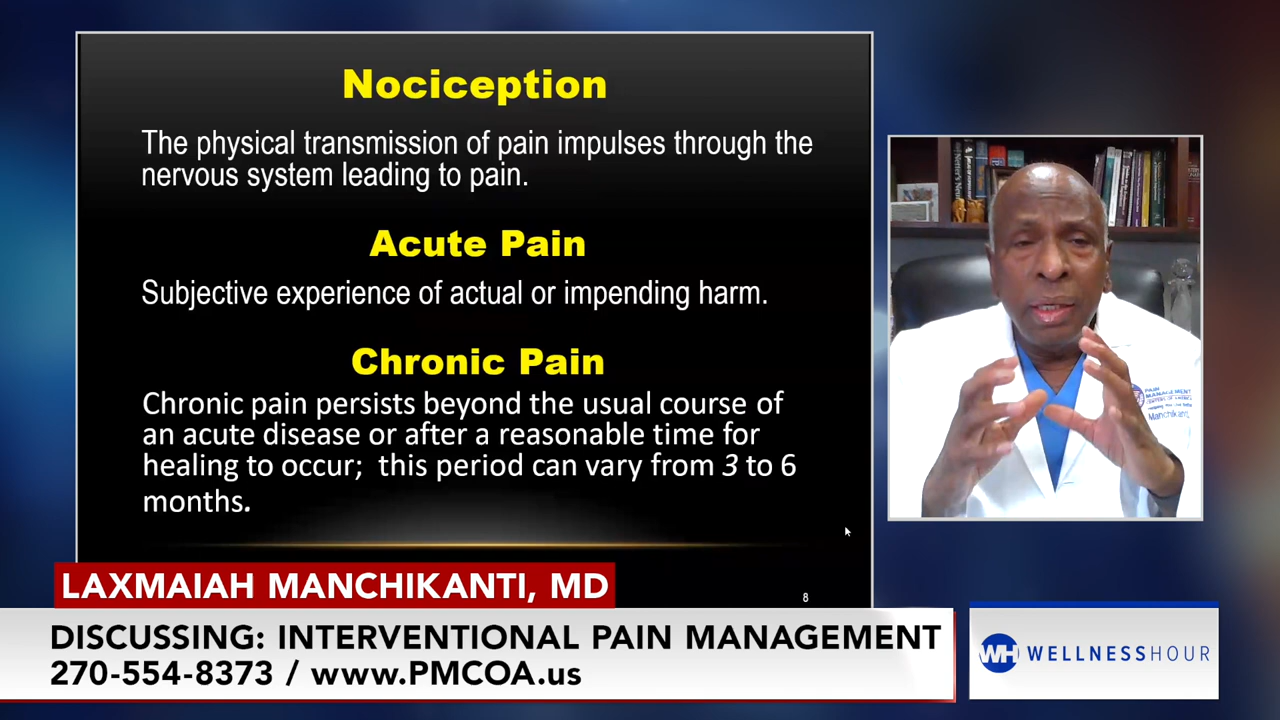 Nociception
The physical transmission of pain impulses through the
nervous system leading to pain.
Acute Pain
Subjective experience of actual or impending harm.
Chronic Pain
Chronic pain persists beyond the usual course of
an acute disease or after a reasonable time for
healing to occur;  this period can vary from 3 to 6
months.
8
PAIN
MANAGEMENT
Manchikanti,
LAXMAIAH MANCHIKANTI, MD
DISCUSSING: INTERVENTIONAL PAIN MANAGEMENT
270-554-8373 / www.PMCOA.us
WH WELLNESSHOUR